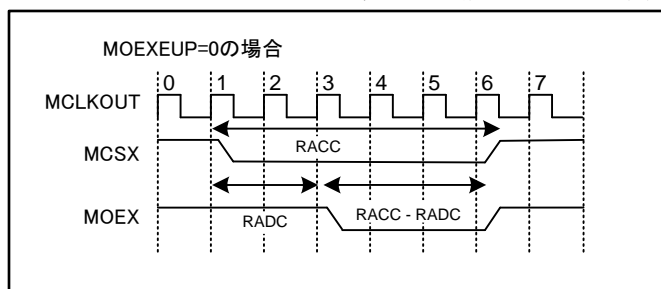 MOEXEUP=0の場合
0 1 2 3 4 5 6 7
MCLKOUT
RACC
MCSX
RADC
RACC - RADC
MOEX